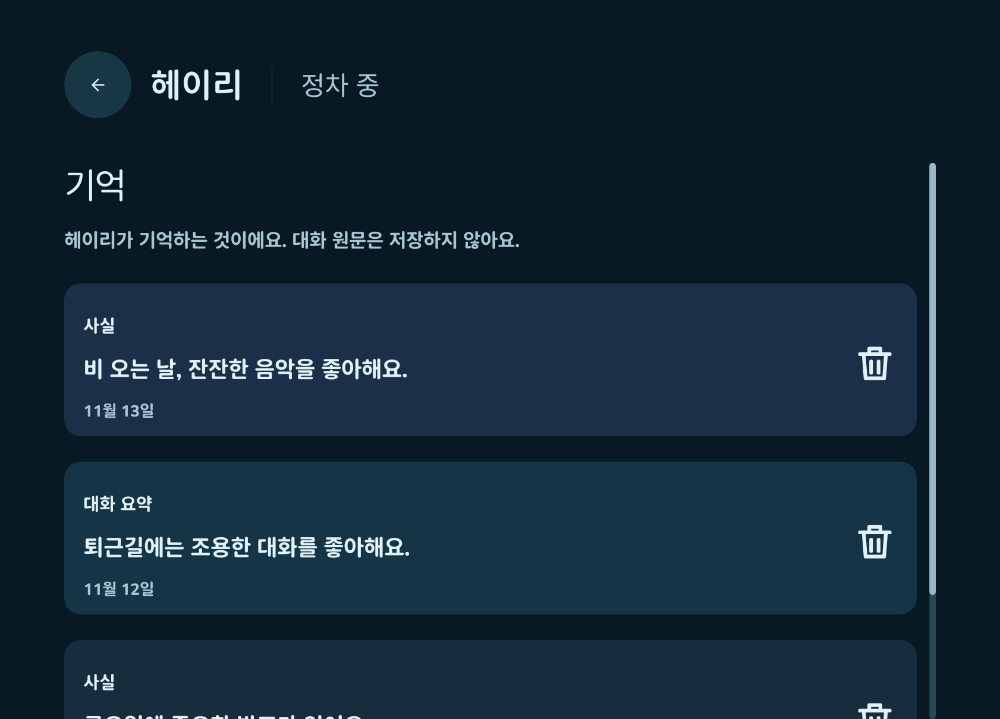 헤이리
정차 중
기억
헤이리가 기억하는 것이에요. 대화 원문은 저장하지 않아요.
사실
비 오는 날, 잔잔한 음악을 좋아해요.
11월 13일
대화 요약
퇴근길에는 조용한 대화를 좋아해요.
11월 12일
사실